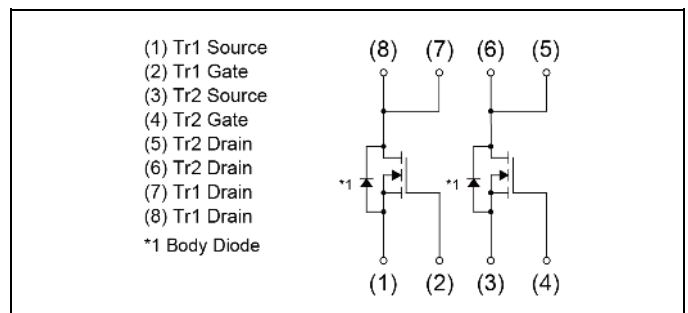 (1) Tr1 Source
(2) Tr1 Gate
(3) Tr2 Source
(4) Tr2 Gate
(5) Tr2 Drain
(6) Tr2 Drain
(7) Tr1 Drain
(8) Tr1 Drain
*1 Body Diode
(8) (7) (6) (5)
*1 *1
(1) (2) (3) (4)